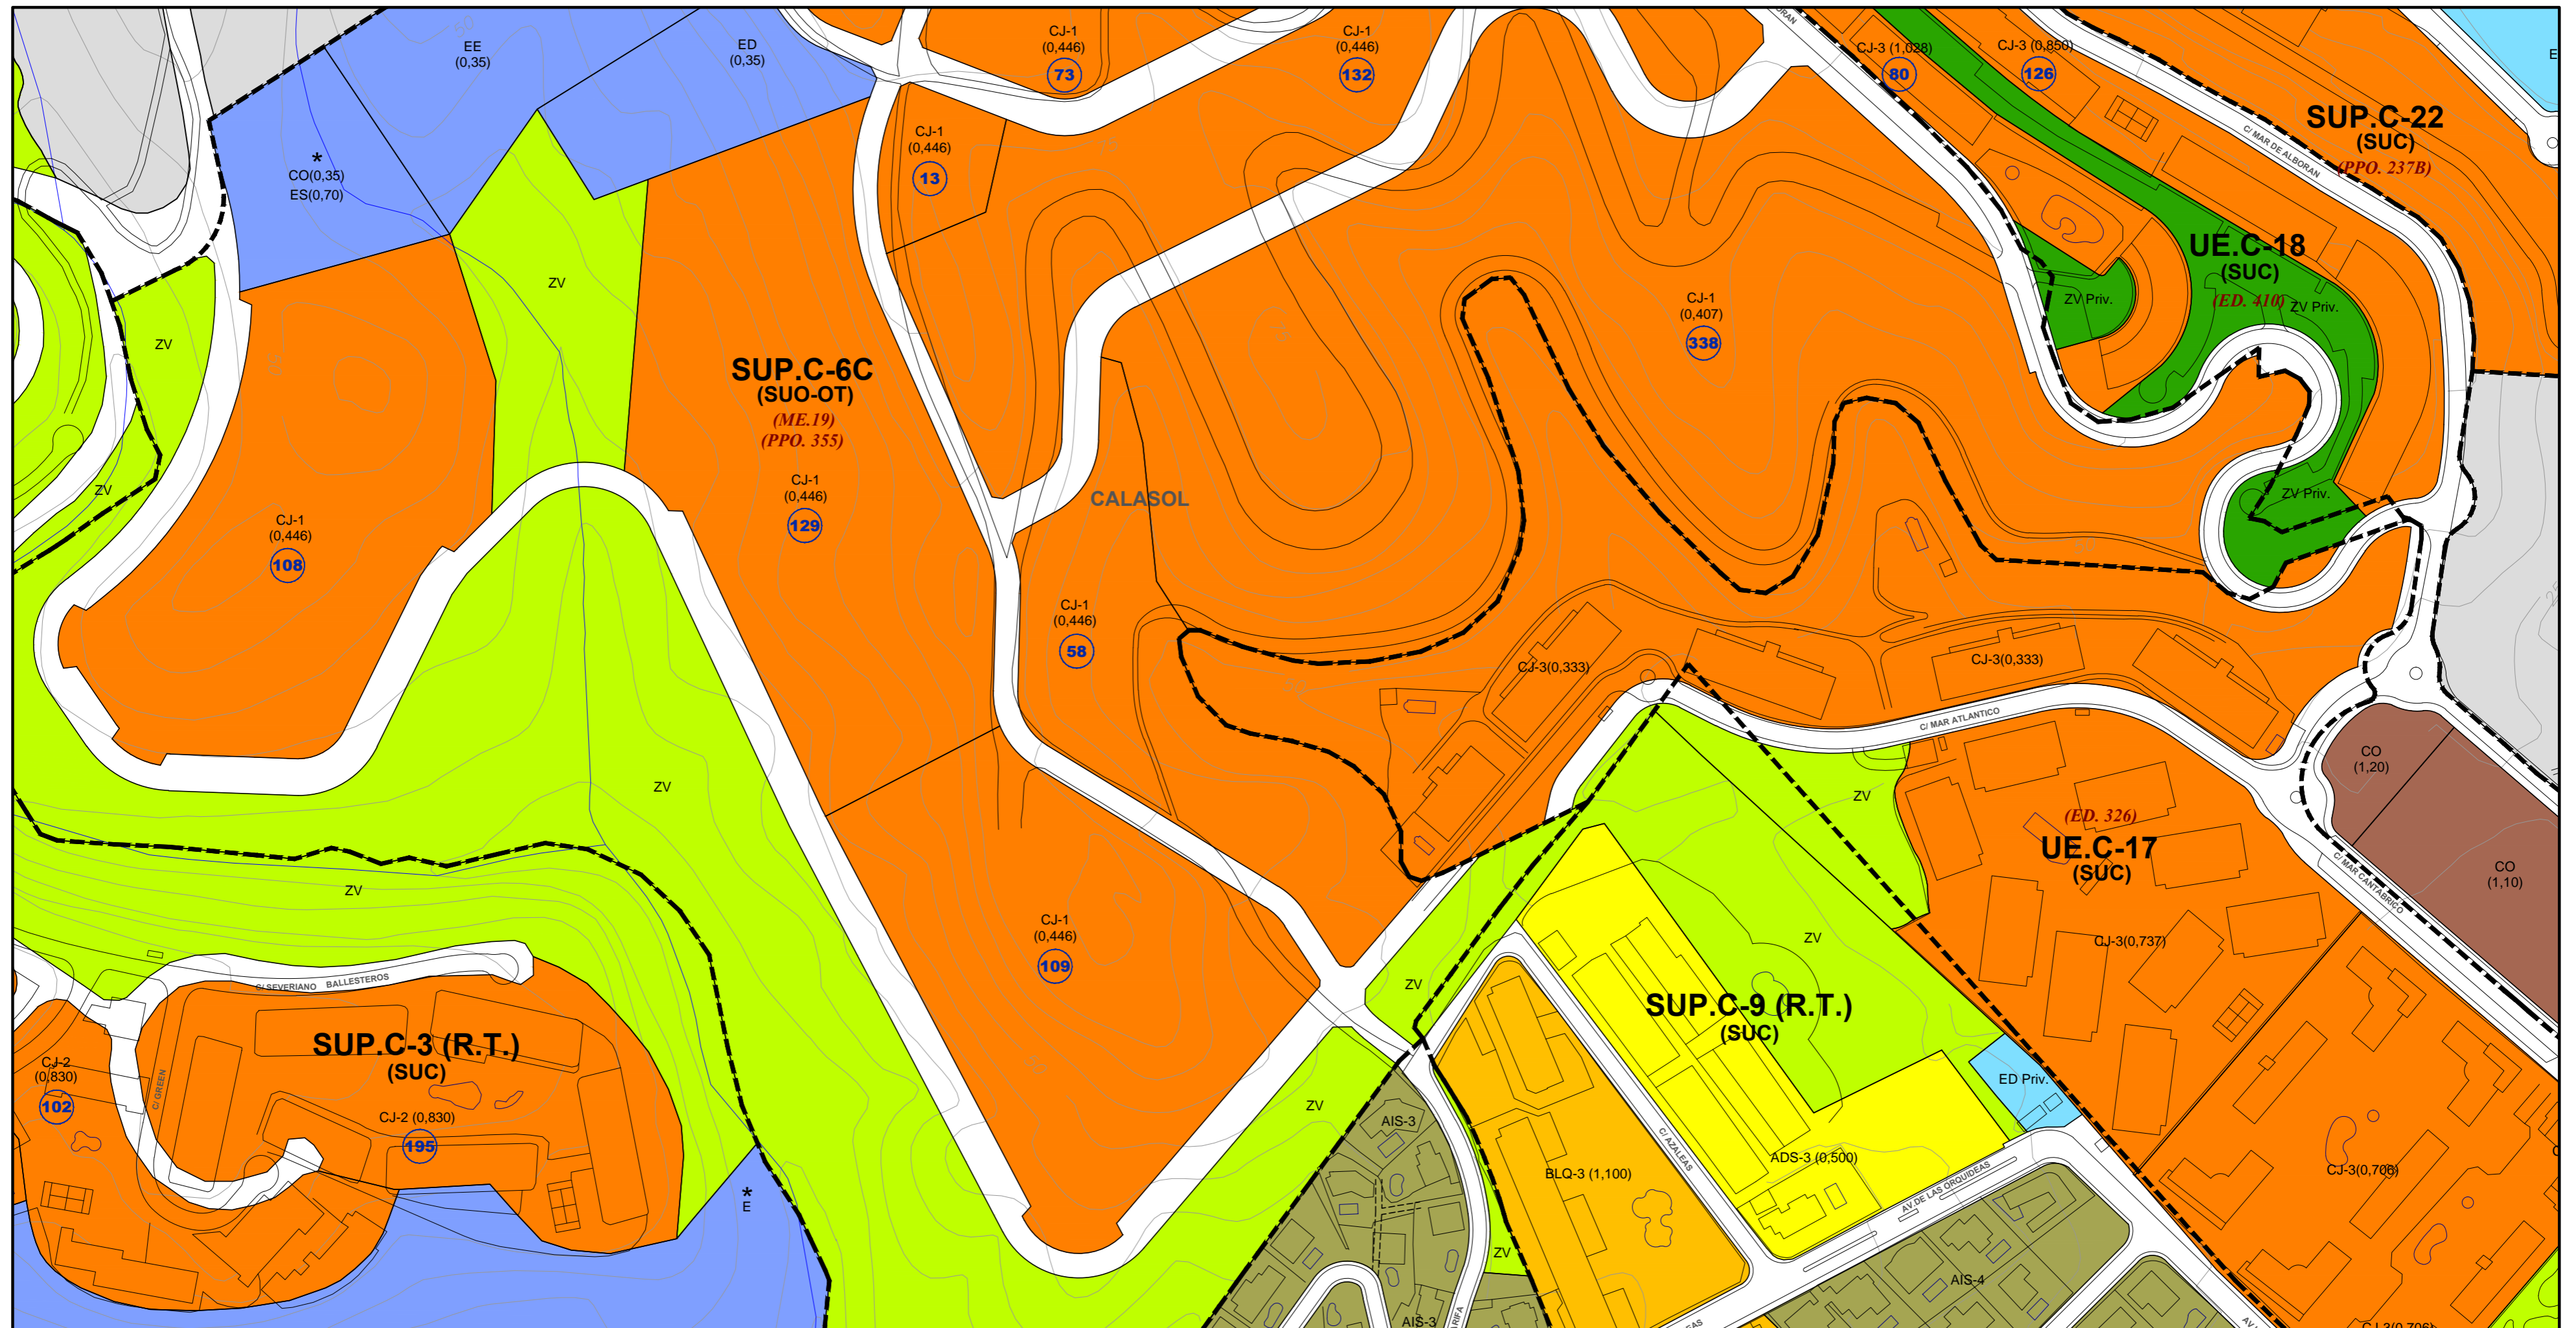 EE
(0,35)
ED
(0,35)
CJ-1
(0,446)
73
CJ-1
(0,446)
132
CJ-3 (1,028)
80
CJ-3 (0,850)
126
SUP.C-22
(SUC)
(PPO. 237B)
C/ MAR DE ALBORAN
*
CO(0,35)
ES(0,70)
CJ-1
(0,446)
13
ZV
ZV
ZV
UE.C-18
(SUC)
(ED. 410)
ZV Priv.
ZV Priv.
ZV Priv.
CJ-1
(0,407)
338
SUP.C-6C
(SUO-OT)
(ME.19)
(PPO. 355)
CJ-1
(0,446)
129
CALASOL
CJ-1
(0,446)
108
CJ-1
(0,446)
58
CJ-3(0,333)
CJ-3(0,333)
C/ MAR ATLANTICO
CO
(1,20)
CO
(1,10)
C/ MAR CANTABRICO
ZV
ZV
ZV
(ED. 326)
UE.C-17
(SUC)
CJ-3(0,737)
CJ-1
(0,446)
109
ZV
ZV
SUP.C-9 (R.T.)
(SUC)
C/ SEVERIANO BALLESTEROS
SUP.C-3 (R.T.)
(SUC)
CJ-2
(0,830)
102
C/ GREEN
CJ-2 (0,830)
195
ED Priv.
ZV
AIS-3
C/ AZALEAS
BLQ-3 (1,100)
ADS-3 (0,500)
AV.DE LAS ORQUIDEAS
CJ-3(0,706)
*
E
ZV
AIS-4
AIS-3
CJ-3(0,706)